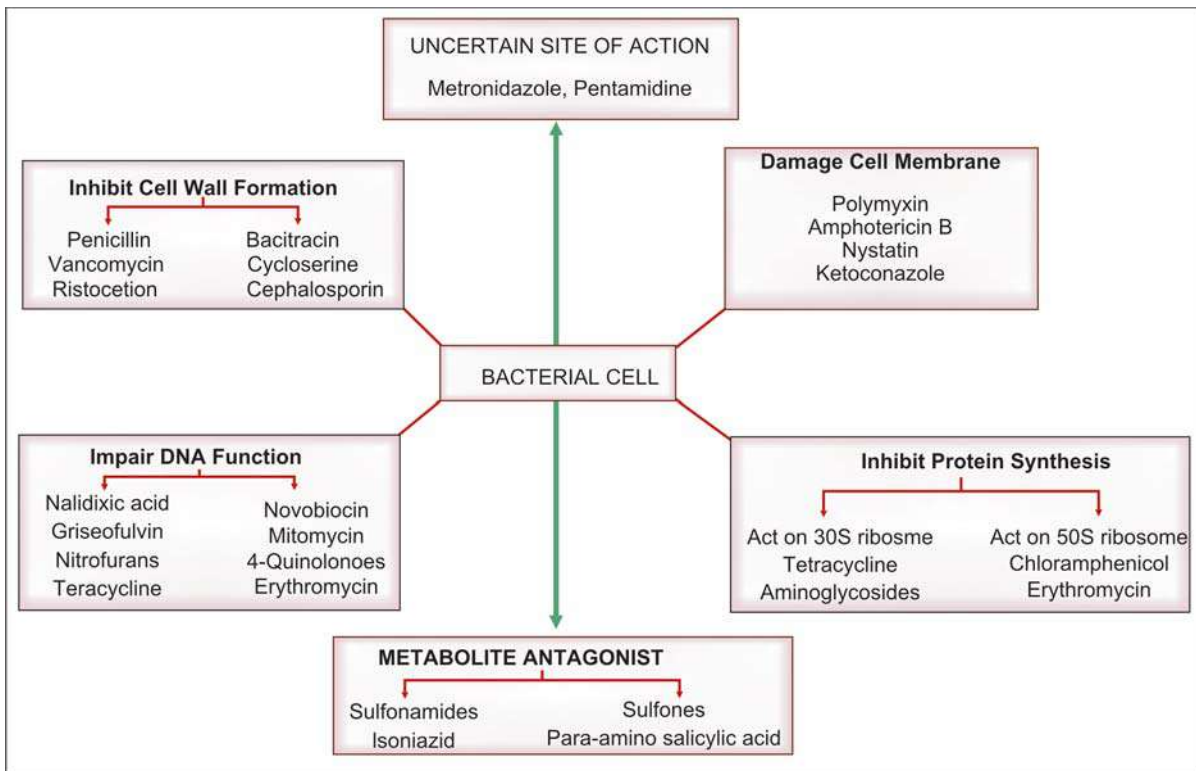 UNCERTAIN SITE OF ACTION
Metronidazole, Pentamidine
Inhibit Cell Wall Formation
Penicillin
Vancomycin
Ristocetion
Bacitracin
Cycloserine
Cephalosporin
Damage Cell Membrane
Polymyxin
Amphotericin B
Nystatin
Ketoconazole
BACTERIAL CELL
Impair DNA Function
Nalidixic acid
Griseofulvin
Nitrofurans
Teracycline
Novobiocin
Mitomycin
4-Quinolonoes
Erythromycin
Inhibit Protein Synthesis
Act on 30S ribosme
Tetracycline
Aminoglycosides
Act on 50S ribosome
Chloramphenicol
Erythromycin
METABOLITE ANTAGONIST
Sulfonamides
Isoniazid
Sulfones
Para-amino salicylic acid